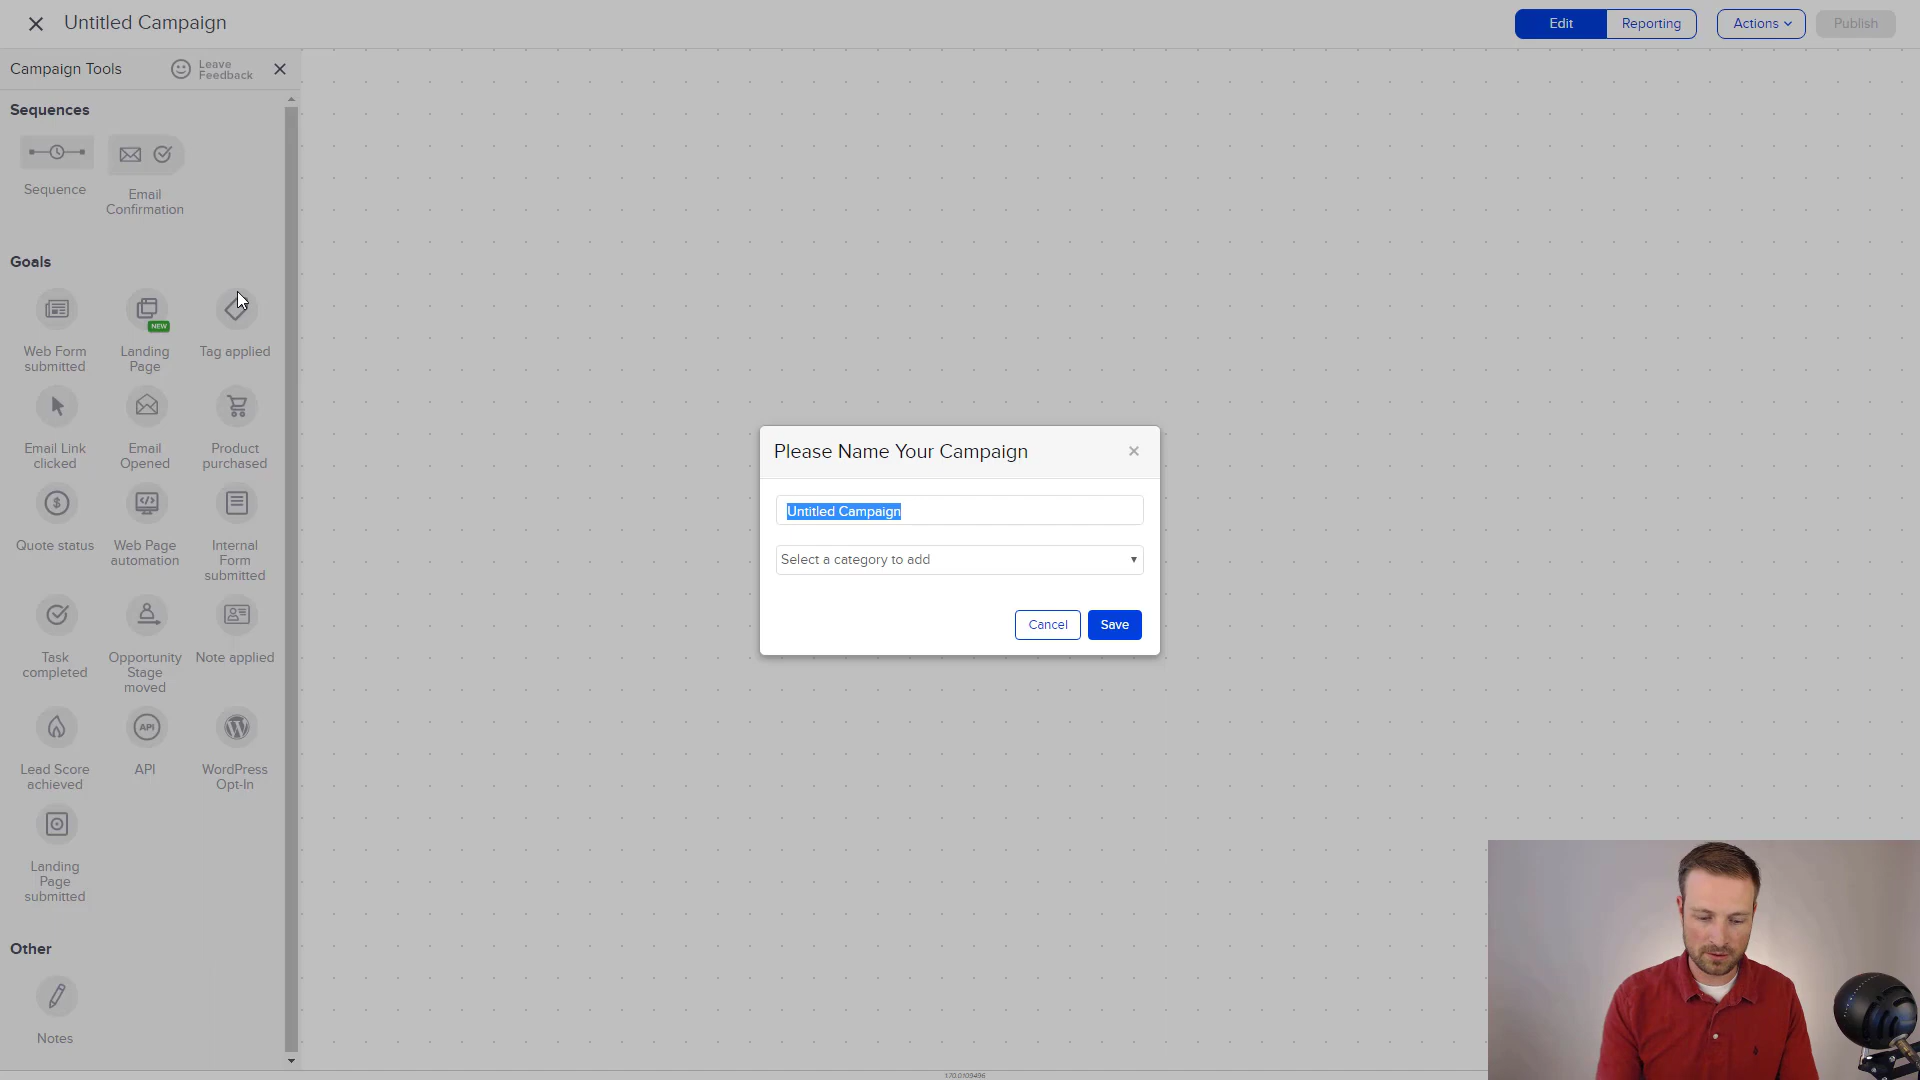 Untitled Campaign
Edit
Reporting
Actions
Publish
Campaign Tools
Leave
Feedback
Sequences
Sequence
Email
Confirmation
Goals
NEW
Web Form
submitted
Landing
Page
Tag applied
Email Link
clicked
Email
Opened
Product
purchased
Quote status
Web Page
automation
Internal
Form
submitted
Task
completed
Opportunity
Stage
moved
Note applied
API
Lead Score
achieved
API
WordPress
Opt-In
Landing
Page
submitted
Other
Notes
Please Name Your Campaign
Untitled Campaign
Select a category to add
Cancel
Save